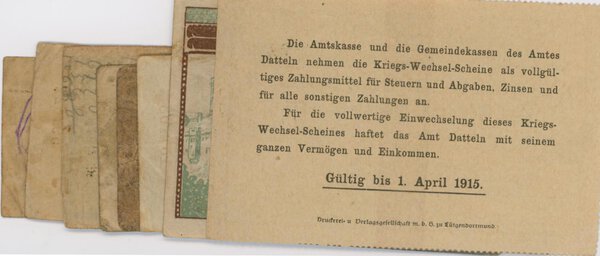 Die Amtskasse und die Gemeindekassen des Amtes
Datteln nehmen die Kriegs-Wechsel-Scheine als vollgül-
tiges Zahlungsmittel für Steuern und Abgaben, Zinsen und
für alle sonstigen Zahlungen an.
Für die vollwertige Einwechselung dieses Kriegs-
Wechsel-Scheines haftet das Amt Datteln mit seinem
ganzen Vermögen und Einkommen.
Gültig bis 1. April 1915.
Druckerei- u Verlagsgesellschaft m. b. H. zu Lütgendortmund